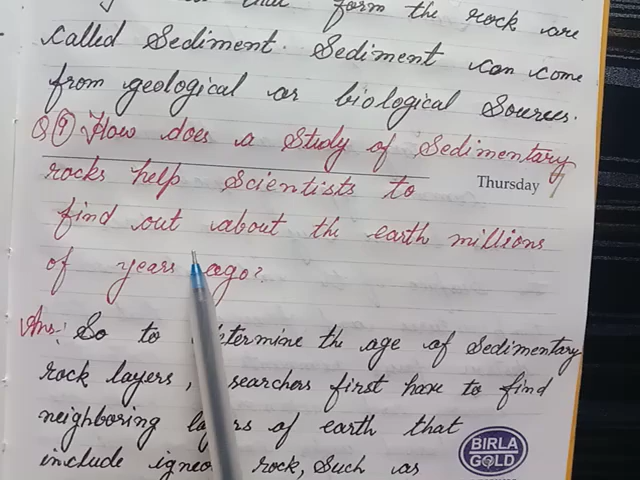 that form the rock are
called Sediment. Sediment can come
from geological or biological Sources.
Q 9 How does a Study of Sedimentary
rocks help Scientists to
Thursday
find out about the earth millions
of years ago?
Ans:- So to determine the age of Sedimentary
rock layers, searchers first have to find
neighboring layers of earth that
include igneo rock, Such as
BIRLA
GOLD